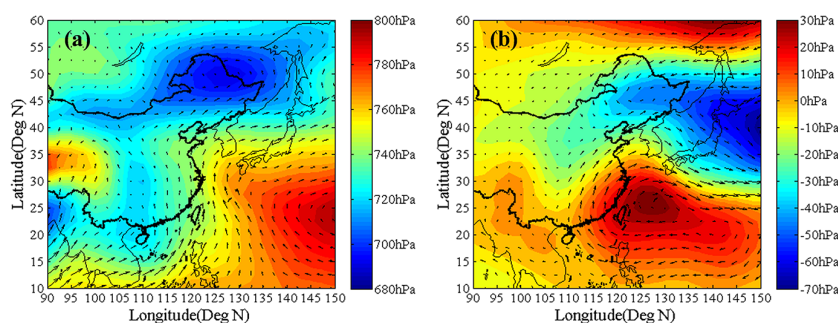 (a)
60
55
50
45
40
35
30
25
20
15
10
Latitude(Deg N)
90 95 100 105 110 115 120 125 130 135 140 145 150
Longitude(Deg N)
800hPa
780hPa
760hPa
740hPa
720hPa
700hPa
680hPa
(b)
60
55
50
45
40
35
30
25
20
15
10
Latitude(Deg N)
90 95 100 105 110 115 120 125 130 135 140 145 150
Longitude(Deg N)
30hPa
20hPa
10hPa
0hPa
-10hPa
-20hPa
-30hPa
-40hPa
-50hPa
-60hPa
-70hPa